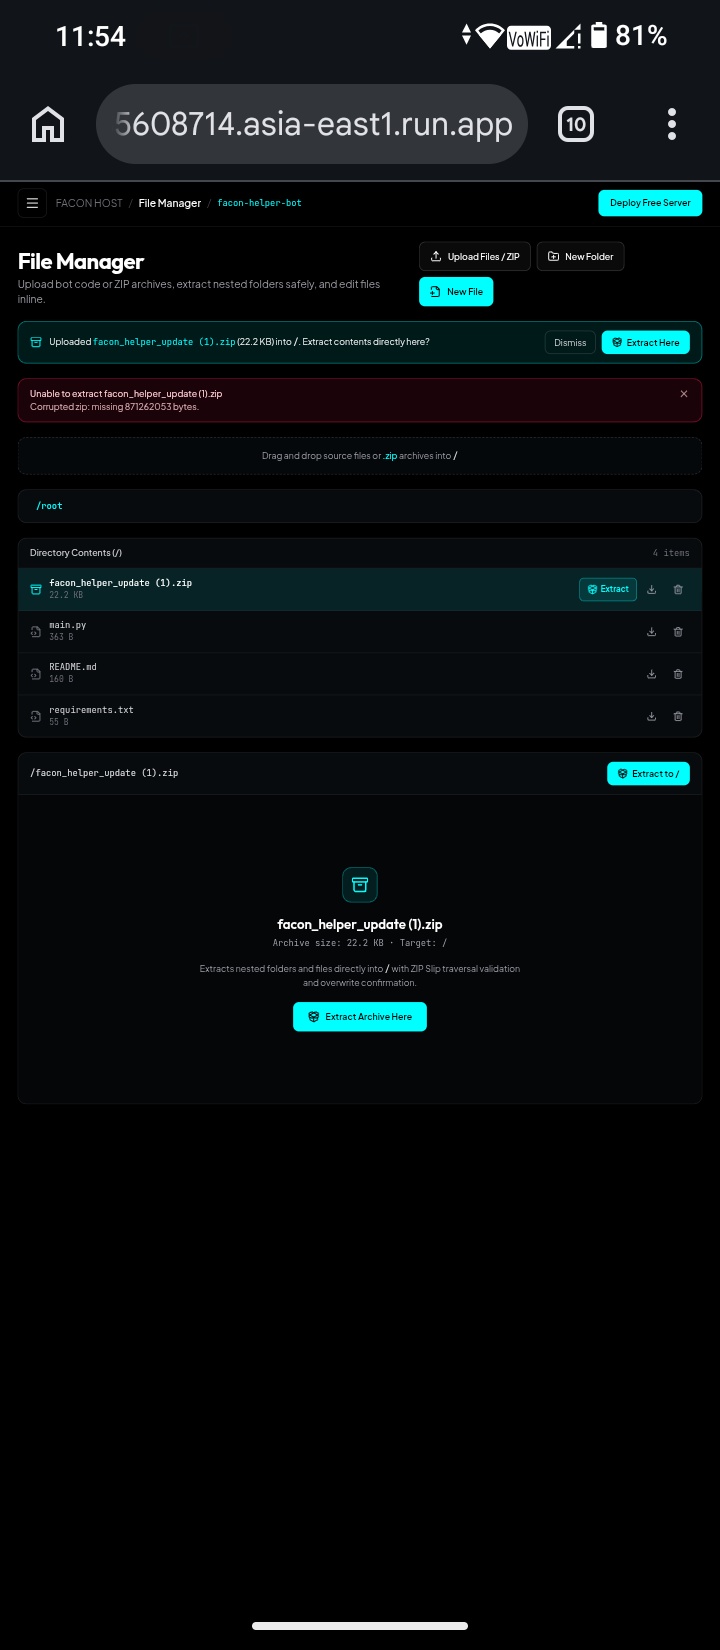 11:54
VoWiFi
81%
5608714.asia-east1.run.app
10
FACON HOST / File Manager / facon-helper-bot
Deploy Free Server
File Manager
Upload bot code or ZIP archives, extract nested folders safely, and edit files
inline.
Upload Files / ZIP
New Folder
New File
Uploaded facon_helper_update (1).zip (22.2 KB) into /. Extract contents directly here?
Dismiss
Extract Here
Unable to extract facon_helper_update (1).zip
Corrupted zip: missing 871262053 bytes.
Drag and drop source files or .zip archives into /
/root
Directory Contents (/)
4 items
facon_helper_update (1).zip
22.2 KB
Extract
main.py
363 B
README.md
160 B
requirements.txt
55 B
/facon_helper_update (1).zip
Extract to /
facon_helper_update (1).zip
Archive size: 22.2 KB · Target: /
Extracts nested folders and files directly into / with ZIP Slip traversal validation
and overwrite confirmation.
Extract Archive Here